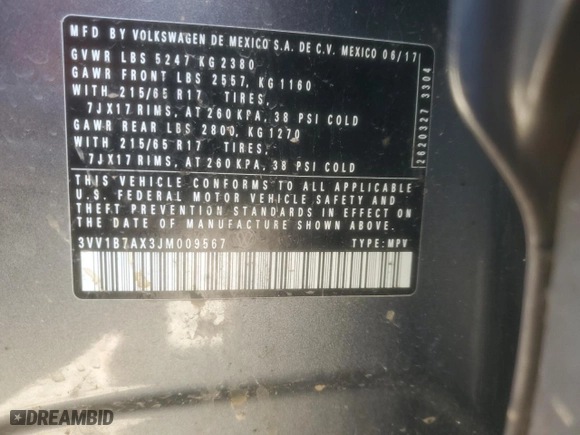 MFD BY VOLKSWAGEN DE MEXICO S.A. DE C.V. MEXICO 06/17
GVWR LBS 5247 KG 2380
GAWR FRONT LBS 2557, KG 1160
WITH 215/65 R17 TIRES,
7JX17 RIMS, AT 260 KPA, 38 PSI COLD
GAWR REAR LBS 2800, KG 1270
WITH 215/65 R17 TIRES,
7JX17 RIMS, AT 260 KPA, 38 PSI COLD
THIS VEHICLE CONFORMS TO ALL APPLICABLE
U.S. FEDERAL MOTOR VEHICLE SAFETY AND
THEFT PREVENTION STANDARDS IN EFFECT ON
THE DATE OF MANUFACTURE SHOWN ABOVE.
3VV1B7AX3JM009567 TYPE: MPV
2620327 3304
DREAMBID